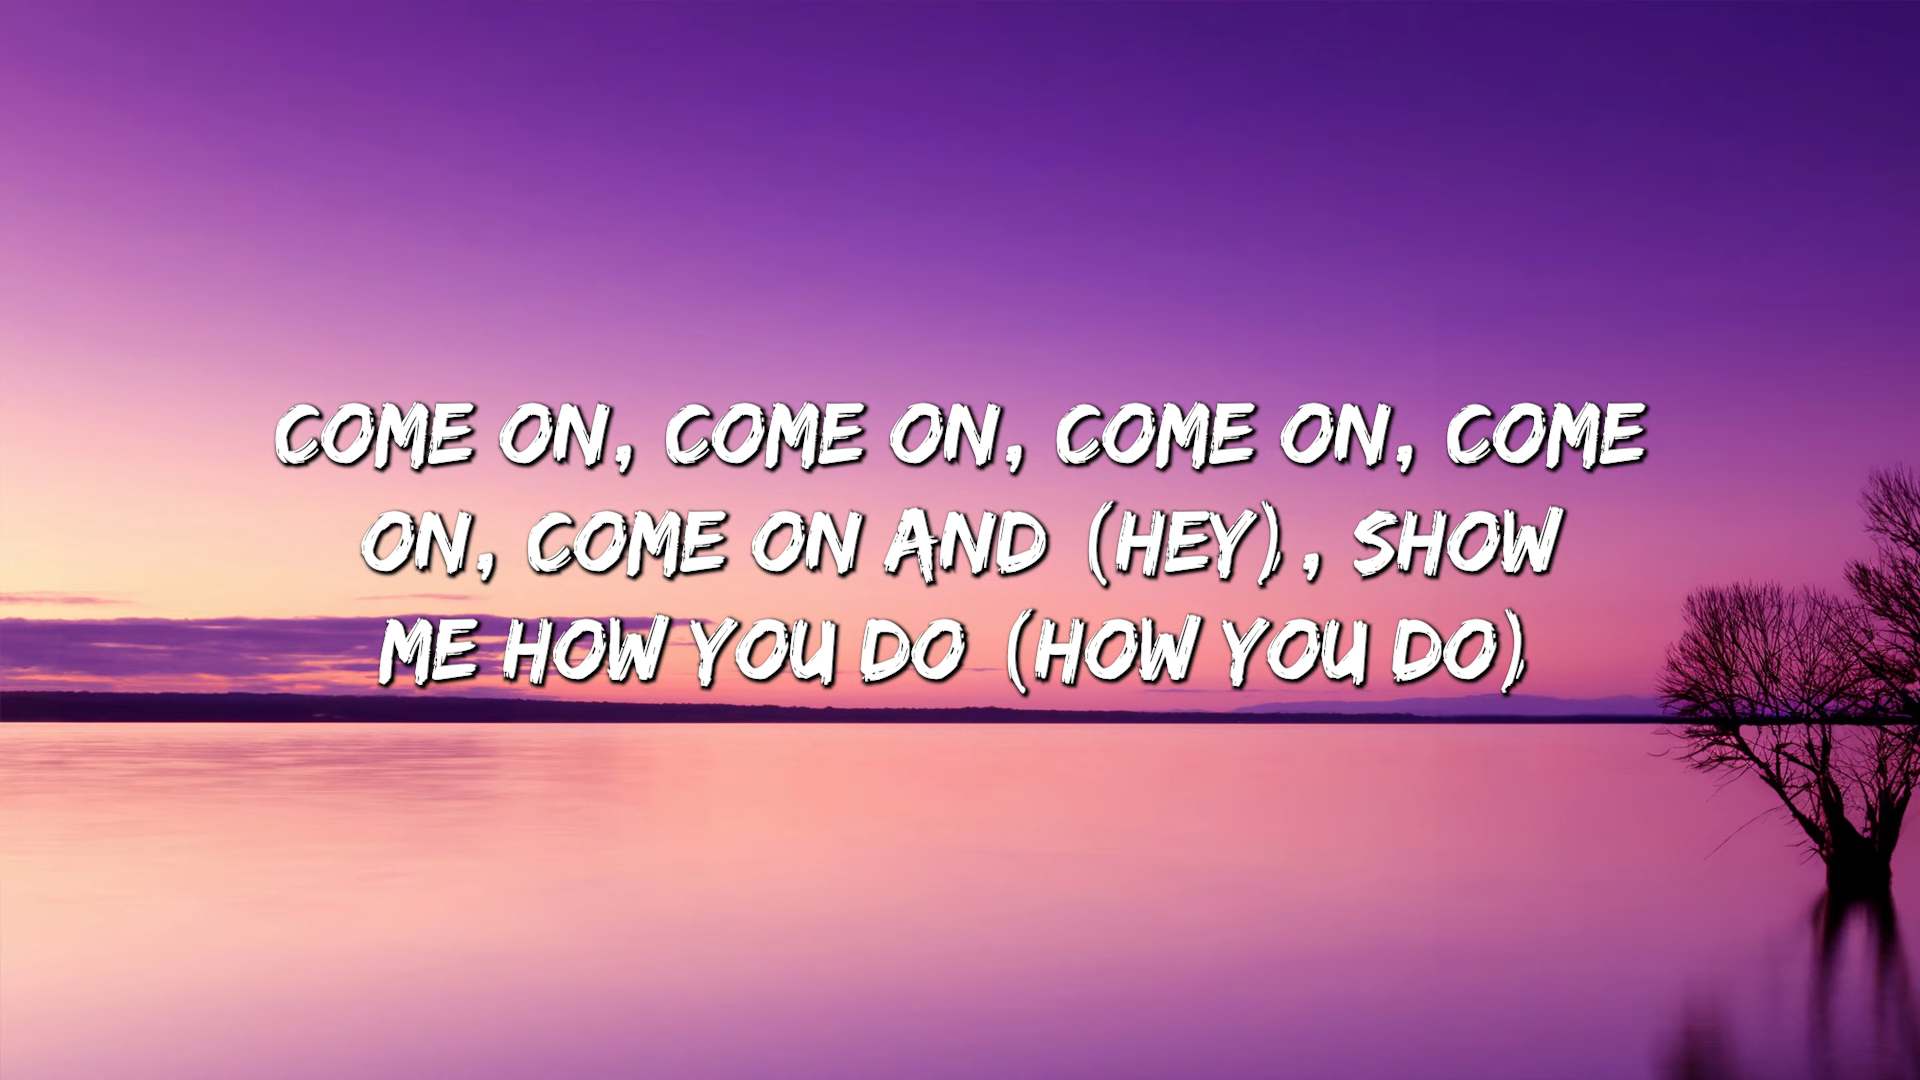 COME ON, COME ON, COME ON, COME
ON, COME ON AND (HEY), SHOW
ME HOW YOU DO (HOW YOU DO)